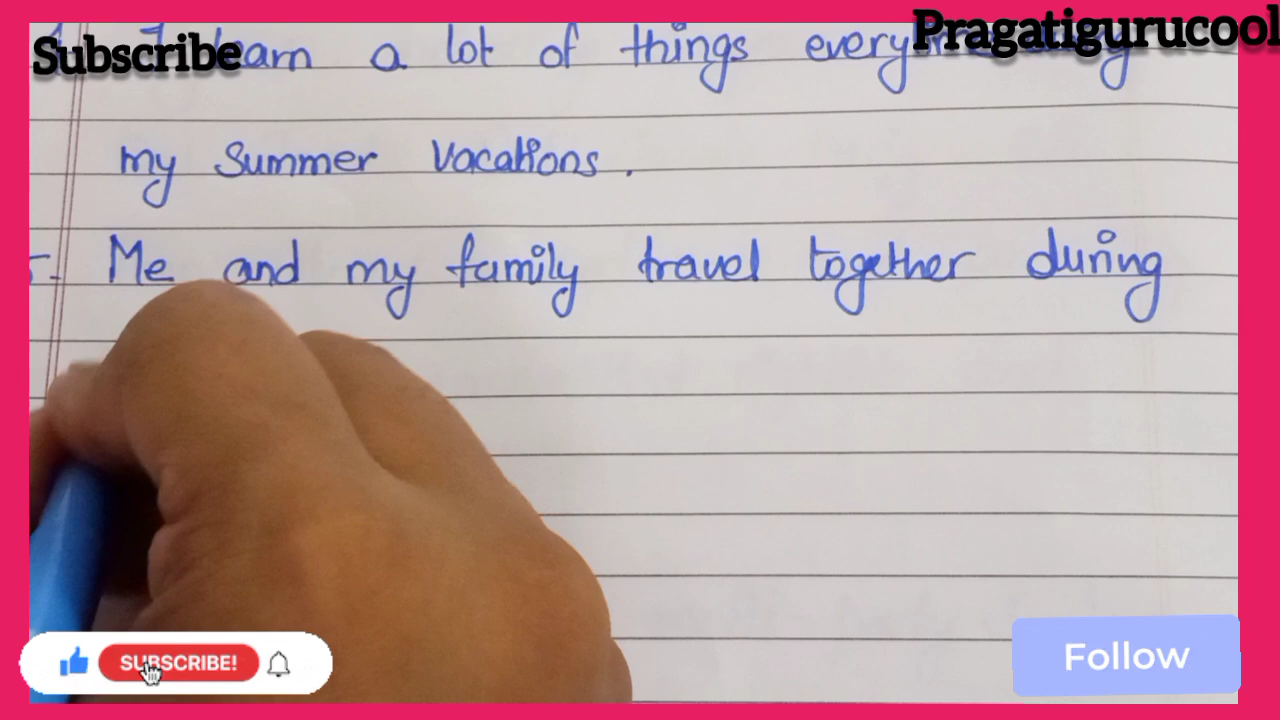 Subscribe
Pragatigurucool
learn a lot of things
my Summer Vacations.
5. Me and my family travel together during
SUBSCRIBE!
Follow